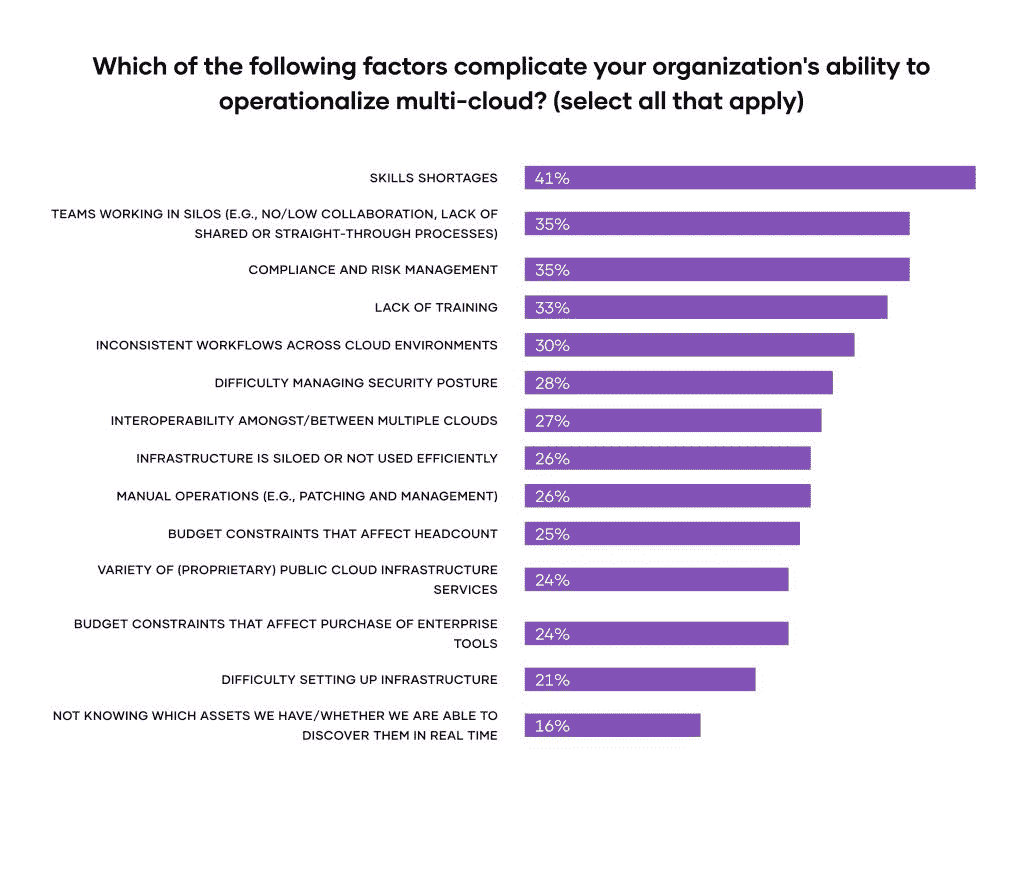 Which of the following factors complicate your organization's ability to
operationalize multi-cloud? (select all that apply)
SKILLS SHORTAGES
41%
TEAMS WORKING IN SILOS (E.G., NO/LOW COLLABORATION, LACK OF
SHARED OR STRAIGHT-THROUGH PROCESSES)
35%
COMPLIANCE AND RISK MANAGEMENT
35%
LACK OF TRAINING
33%
INCONSISTENT WORKFLOWS ACROSS CLOUD ENVIRONMENTS
30%
DIFFICULTY MANAGING SECURITY POSTURE
28%
INTEROPERABILITY AMONGST/BETWEEN MULTIPLE CLOUDS
27%
INFRASTRUCTURE IS SILOED OR NOT USED EFFICIENTLY
26%
MANUAL OPERATIONS (E.G., PATCHING AND MANAGEMENT)
26%
BUDGET CONSTRAINTS THAT AFFECT HEADCOUNT
25%
VARIETY OF (PROPRIETARY) PUBLIC CLOUD INFRASTRUCTURE
SERVICES
24%
BUDGET CONSTRAINTS THAT AFFECT PURCHASE OF ENTERPRISE
TOOLS
24%
DIFFICULTY SETTING UP INFRASTRUCTURE
21%
NOT KNOWING WHICH ASSETS WE HAVE/WHETHER WE ARE ABLE TO
DISCOVER THEM IN REAL TIME
16%